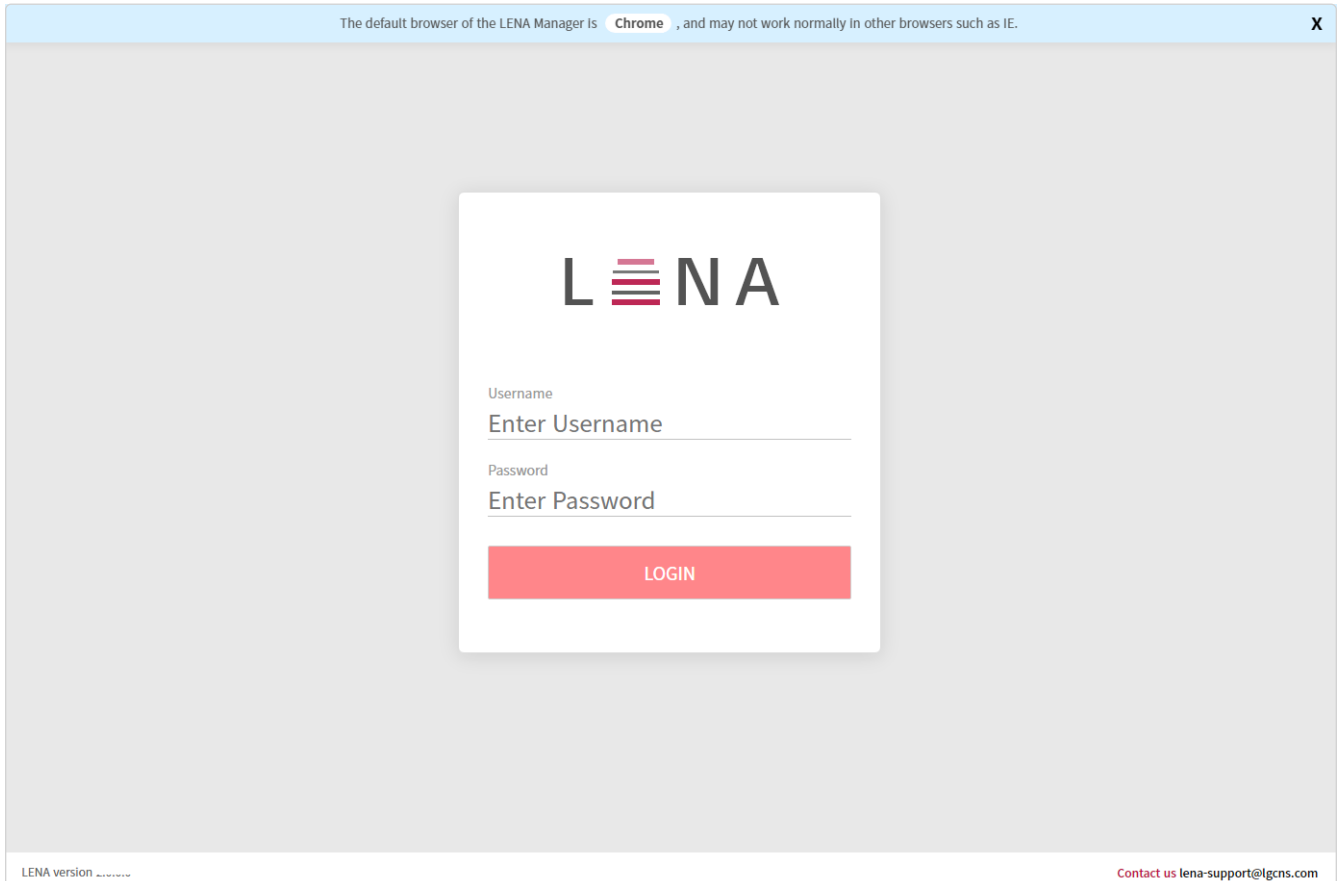 The default browser of the LENA Manager is Chrome , and may not work normally in other browsers such as IE. X
LENA
Username
Enter Username
Password
Enter Password
LOGIN
LENA version
Contact us lena-support@lgcns.com